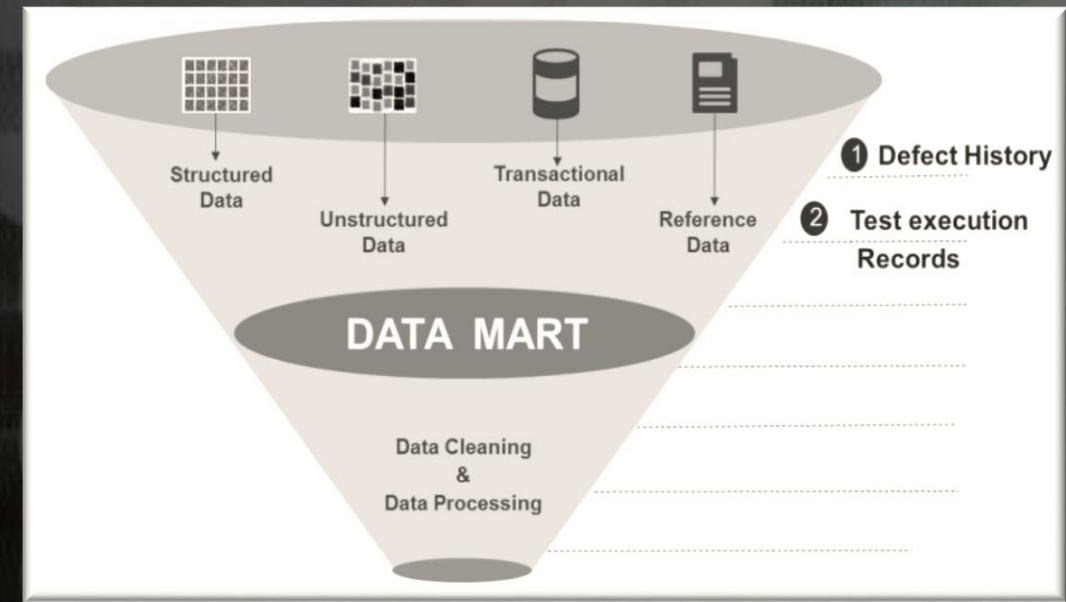 Structured
Data
Unstructured
Data
Transactional
Data
Reference
Data
1 Defect History
2 Test execution
Records
DATA MART
Data Cleaning
&
Data Processing